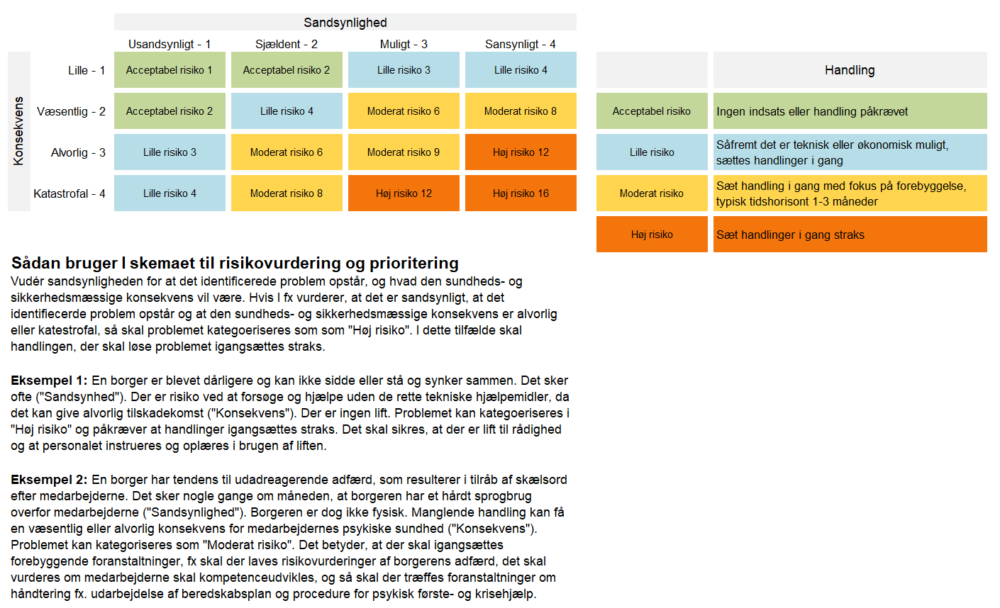 Sandsynlighed
Usandsynligt - 1 Sjældent - 2 Muligt - 3 Sansynligt - 4
Konsekvens
Lille - 1 Acceptabel risiko 1 Acceptabel risiko 2 Lille risiko 3 Lille risiko 4
Væsentlig - 2 Acceptabel risiko 2 Lille risiko 4 Moderat risiko 6 Moderat risiko 8
Alvorlig - 3 Lille risiko 3 Moderat risiko 6 Moderat risiko 9 Høj risiko 12
Katastrofal - 4 Lille risiko 4 Moderat risiko 8 Høj risiko 12 Høj risiko 16
Handling
Acceptabel risiko Ingen indsats eller handling påkrævet
Lille risiko Såfremt det er teknisk eller økonomisk muligt,
sættes handlinger i gang
Moderat risiko Sæt handling i gang med fokus på forebyggelse,
typisk tidshorisont 1-3 måneder
Høj risiko Sæt handlinger i gang straks
Sådan bruger I skemaet til risikovurdering og prioritering
Vudér sandsynligheden for at det identificerede problem opstår, og hvad den sundheds- og
sikkerhedsmæssige konsekvens vil være. Hvis I fx vurderer, at det er sandsynligt, at det
identifiecerde problem opstår og at den sundheds- og sikkerhedsmæssige konsekvens er alvorlig
eller katestrofal, så skal problemet kategoeriseres som som "Høj risiko". I dette tilfælde skal
handlingen, der skal løse problemet igangsættes straks.
Eksempel 1: En borger er blevet dårligere og kan ikke sidde eller stå og synker sammen. Det sker
ofte ("Sandsynhed"). Der er risiko ved at forsøge og hjælpe uden de rette tekniske hjælpemidler, da
det kan give alvorlig tilskadekomst ("Konsekvens"). Der er ingen lift. Problemet kan kategoeriseres i
"Høj risiko" og påkræver at handlinger igangsættes straks. Det skal sikres, at der er lift til rådighed
og at personalet instrueres og oplæres i brugen af liften.
Eksempel 2: En borger har tendens til udadreagerende adfærd, som resulterer i tilråb af skælsord
efter medarbejderne. Det sker nogle gange om måneden, at borgeren har et hårdt sprogbrug
overfor medarbejderne ("Sandsynlighed"). Borgeren er dog ikke fysisk. Manglende handling kan få
en væsentlig eller alvorlig konsekvens for medarbejdernes psykiske sundhed ("Konsekvens").
Problemet kan kategoriseres som "Moderat risiko". Det betyder, at der skal igangsættes
forebyggende foranstaltninger, fx skal der laves risikovurderinger af borgerens adfærd, det skal
vurderes om medarbejderne skal kompetenceudvikles, og så skal der træffes foranstaltninger om
håndtering fx. udarbejdelse af beredskabsplan og procedure for psykisk første- og krisehjælp.